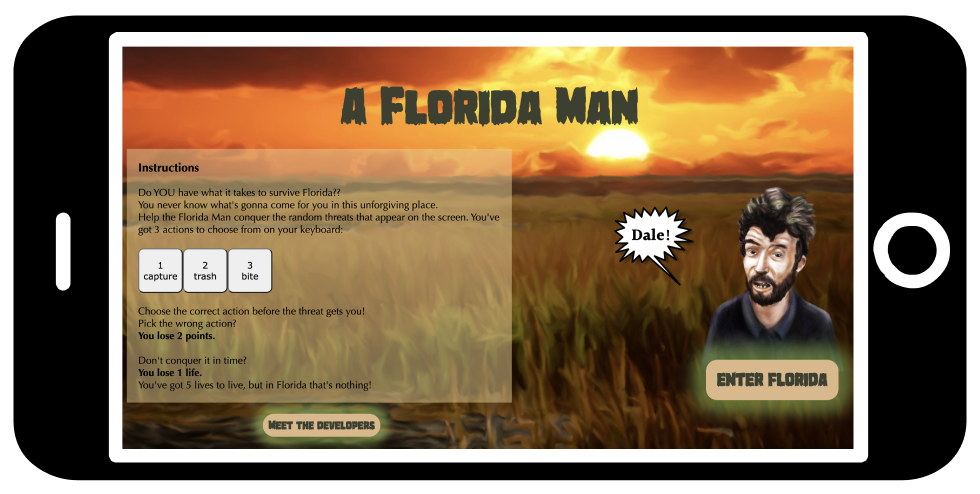 A Florida Man
Instructions
Do YOU have what it takes to survive Florida??
You never know what's gonna come for you in this unforgiving place.
Help the Florida Man conquer the random threats that appear on the screen. You've
got 3 actions to choose from on your keyboard:
1 2 3
capture trash bite
Choose the correct action before the threat gets you!
Pick the wrong action?
You lose 2 points.
Don't conquer it in time?
You lose 1 life.
You've got 5 lives to live, but in Florida that's nothing!
Dale!
Enter Florida
Meet the developers